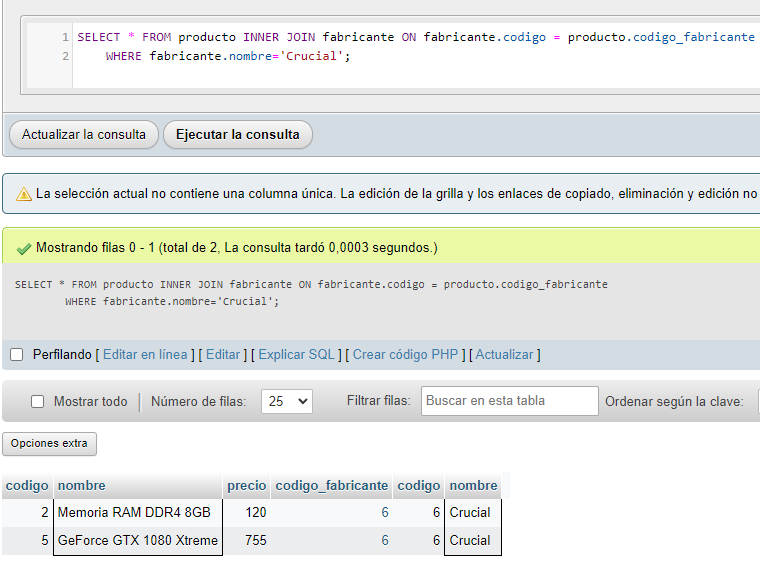 1 SELECT * FROM producto INNER JOIN fabricante ON fabricante.codigo = producto.codigo_fabricante
2 WHERE fabricante.nombre='Crucial';
Actualizar la consulta Ejecutar la consulta
La selección actual no contiene una columna única. La edición de la grilla y los enlaces de copiado, eliminación y edición no
Mostrando filas 0 - 1 (total de 2, La consulta tardó 0,0003 segundos.)
SELECT * FROM producto INNER JOIN fabricante ON fabricante.codigo = producto.codigo_fabricante
WHERE fabricante.nombre='Crucial';
Perfilando [ Editar en línea ] [ Editar ] [ Explicar SQL ] [ Crear código PHP ] [ Actualizar ]
Mostrar todo Número de filas: 25 Filtrar filas: Buscar en esta tabla Ordenar según la clave:
Opciones extra
codigo nombre precio codigo_fabricante codigo nombre
2 Memoria RAM DDR4 8GB 120 6 6 Crucial
5 GeForce GTX 1080 Xtreme 755 6 6 Crucial